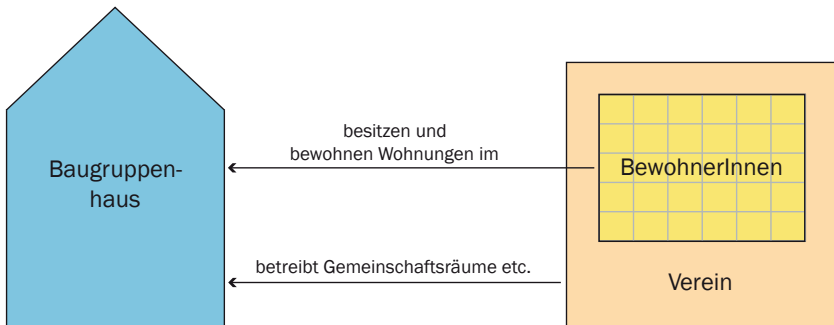 Baugruppen-
haus
besitzen und
bewohnen Wohnungen im
BewohnerInnen
betreibt Gemeinschaftsräume etc.
Verein